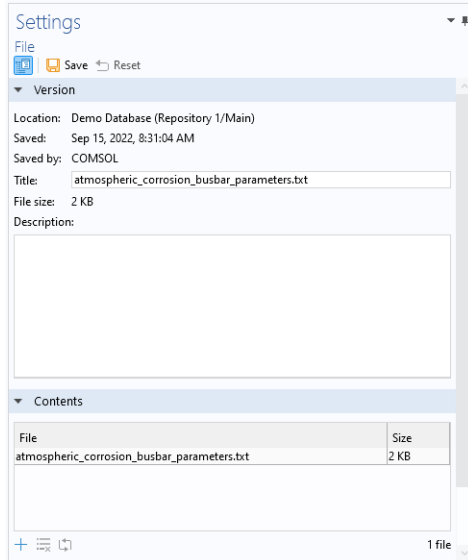 Settings
File
Save Reset
Version
Location: Demo Database (Repository 1/Main)
Saved: Sep 15, 2022, 8:31:04 AM
Saved by: COMSOL
Title: atmospheric_corrosion_busbar_parameters.txt
File size: 2 KB
Description:
Contents
File Size
atmospheric_corrosion_busbar_parameters.txt 2 KB
1 file